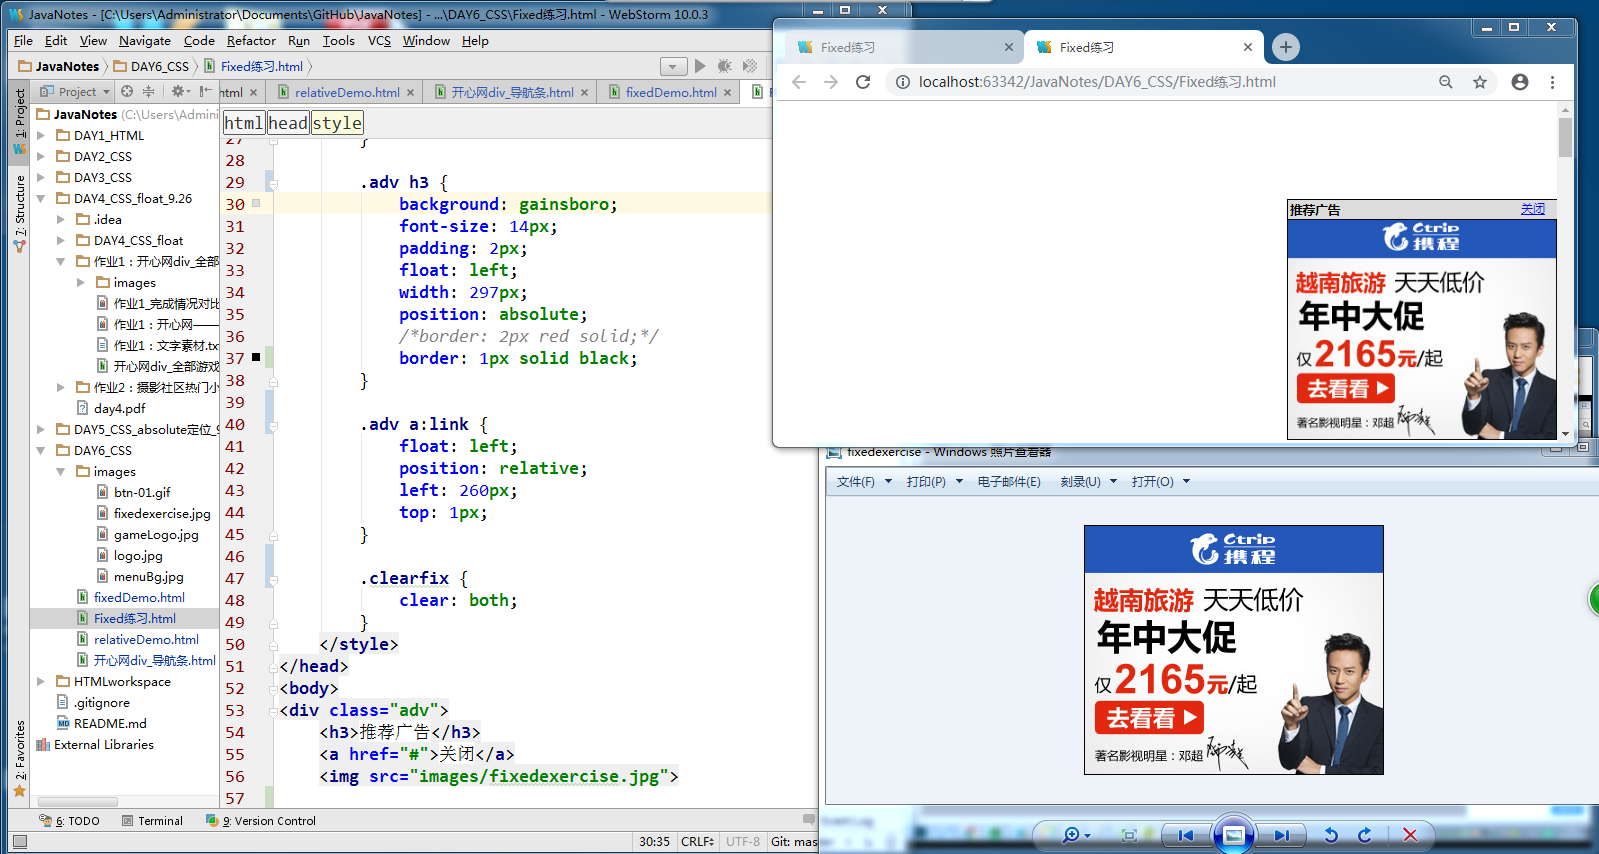 JavaNotes - [C:\Users\Administrator\Documents\GitHub\JavaNotes] - ...\DAY6_CSS\Fixed练习.html - WebStorm 10.0.3
File Edit View Navigate Code Refactor Run Tools VCS Window Help
JavaNotes DAY6_CSS Fixed练习.html
Project html relativeDemo.html 开心网div_导航条.html fixedDemo.html
html head style
1: Project
7: Structure
2: Favorites
JavaNotes (C:\Users\Admini
DAY1_HTML
DAY2_CSS
DAY3_CSS
DAY4_CSS_float_9.26
.idea
DAY4_CSS_float
作业1：开心网div_全部
images
作业1_完成情况对比
作业1：开心网——
作业1：文字素材.tx
开心网div_全部游戏
作业2：摄影社区热门小
day4.pdf
DAY5_CSS_absolute定位_9
DAY6_CSS
images
btn-01.gif
fixedexercise.jpg
gameLogo.jpg
logo.jpg
menuBg.jpg
fixedDemo.html
Fixed练习.html
relativeDemo.html
开心网div_导航条.html
HTMLworkspace
.gitignore
README.md
External Libraries
27 }
28
29 .adv h3 {
30 background: gainsboro;
31 font-size: 14px;
32 padding: 2px;
33 float: left;
34 width: 297px;
35 position: absolute;
36 /*border: 2px red solid;*/
37 border: 1px solid black;
38 }
39
40 .adv a:link {
41 float: left;
42 position: relative;
43 left: 260px;
44 top: 1px;
45 }
46
47 .clearfix {
48 clear: both;
49 }
50 </style>
51 </head>
52 <body>
53 <div class="adv">
54 <h3>推荐广告</h3>
55 <a href="#">关闭</a>
56 <img src="images/fixedexercise.jpg">
57
6: TODO Terminal 9: Version Control
30:35 CRLF UTF-8 Git: mas
Fixed练习 Fixed练习
localhost:63342/JavaNotes/DAY6_CSS/Fixed练习.html
推荐广告 关闭
Ctrip
携程
越南旅游 天天低价
年中大促
仅2165元/起
去看看
著名影视明星：邓超
fixedexercise - Windows 照片查看器
文件(F) 打印(P) 电子邮件(E) 刻录(U) 打开(O)
Ctrip
携程
越南旅游 天天低价
年中大促
仅2165元/起
去看看
著名影视明星：邓超